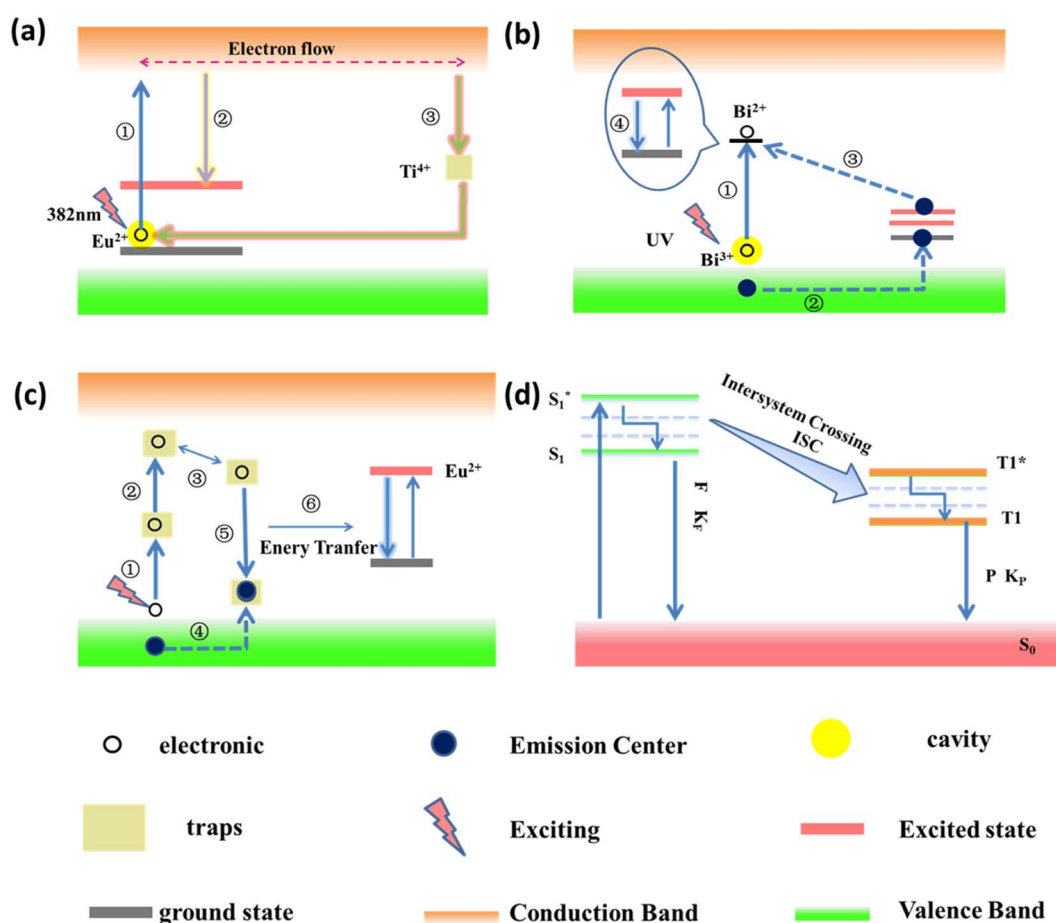 (a)
Electron flow
①
②
③
Ti⁴⁺
382nm
Eu²⁺
(b)
Bi²⁺
④
③
①
UV
Bi³⁺
②
(c)
②
③
Eu²⁺
⑤
⑥
Enery Tranfer
①
④
(d)
S₁*
S₁
Intersystem Crossing
ISC
T1*
T1
F K_F
P K_P
S₀
electronic
Emission Center
cavity
traps
Exciting
Excited state
ground state
Conduction Band
Valence Band